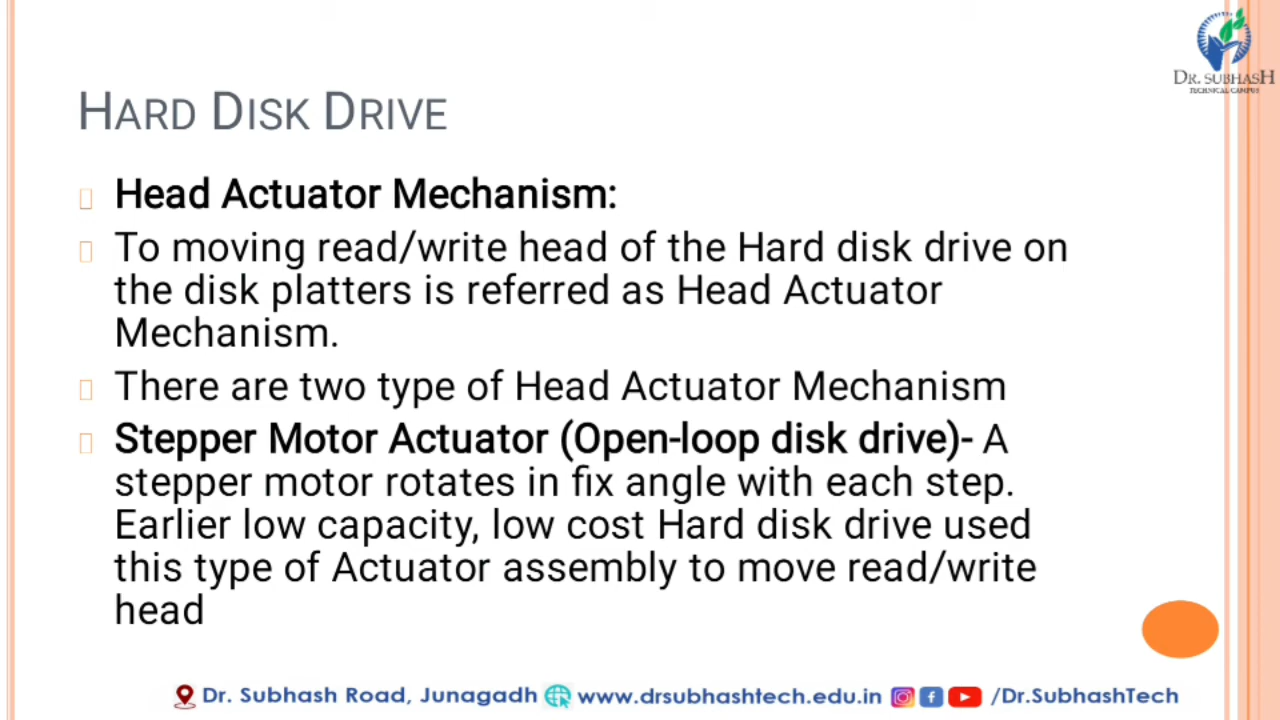 DR. SUBHASH
TECHNICAL CAMPUS
HARD DISK DRIVE
Head Actuator Mechanism:
To moving read/write head of the Hard disk drive on
the disk platters is referred as Head Actuator
Mechanism.
There are two type of Head Actuator Mechanism
Stepper Motor Actuator (Open-loop disk drive)- A
stepper motor rotates in fix angle with each step.
Earlier low capacity, low cost Hard disk drive used
this type of Actuator assembly to move read/write
head
Dr. Subhash Road, Junagadh www.drsubhashtech.edu.in /Dr.SubhashTech